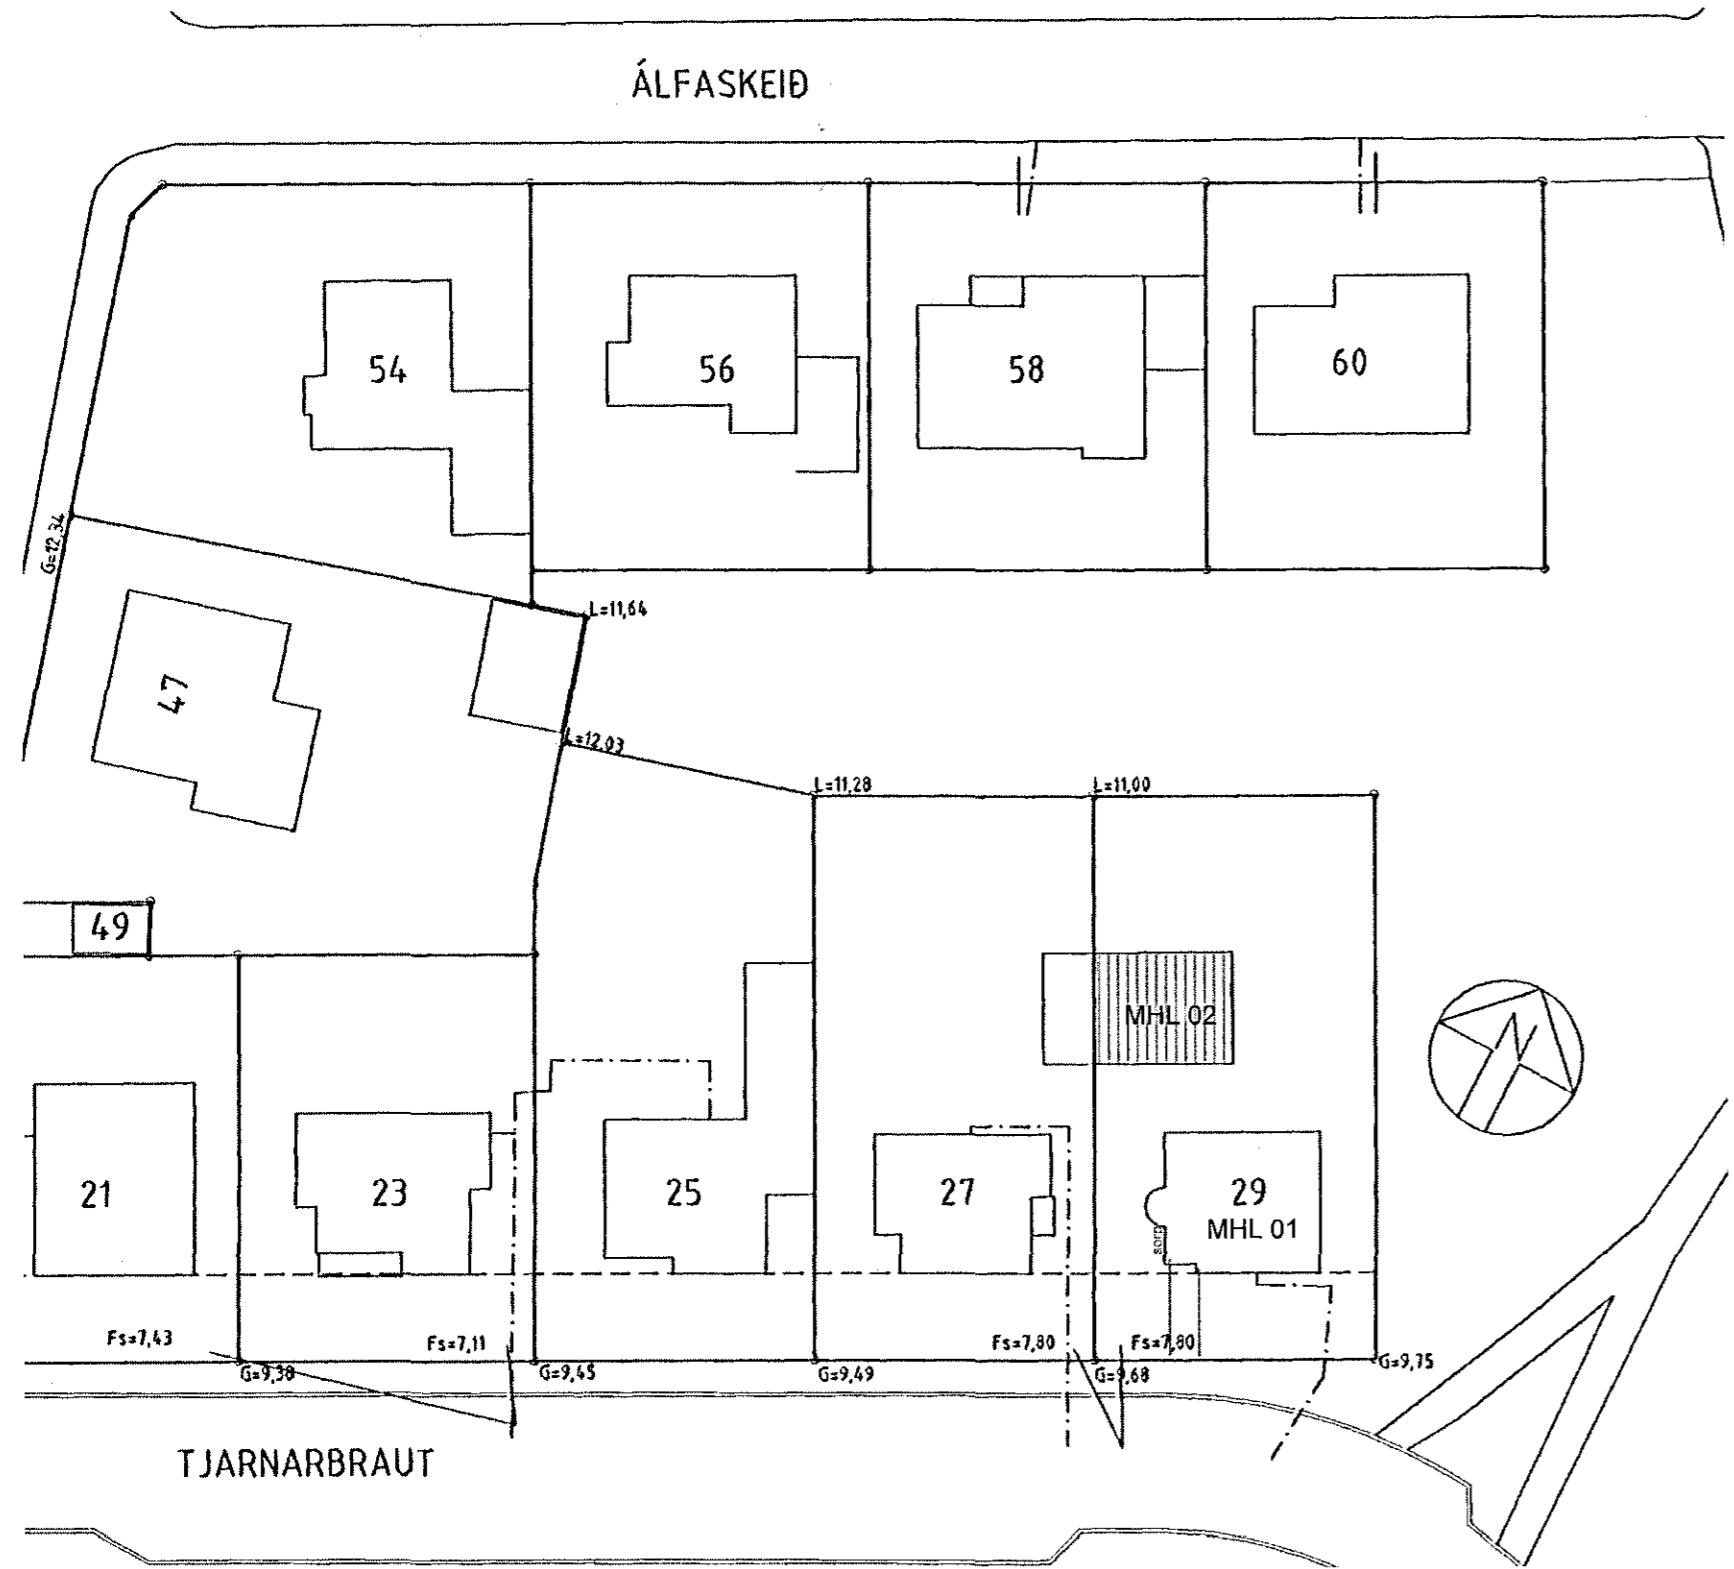 ÁLFASKEIÐ
54
56
58
60
G=12,34
L=11,64
47
L=12,03
L=11,28
L=11,00
49
MHL 02
21
23
25
27
29
MHL 01
sorp
Fs=7,43
Fs=7,11
Fs=7,80
Fs=7,80
G=9,38
G=9,45
G=9,49
G=9,68
G=9,75
TJARNARBRAUT